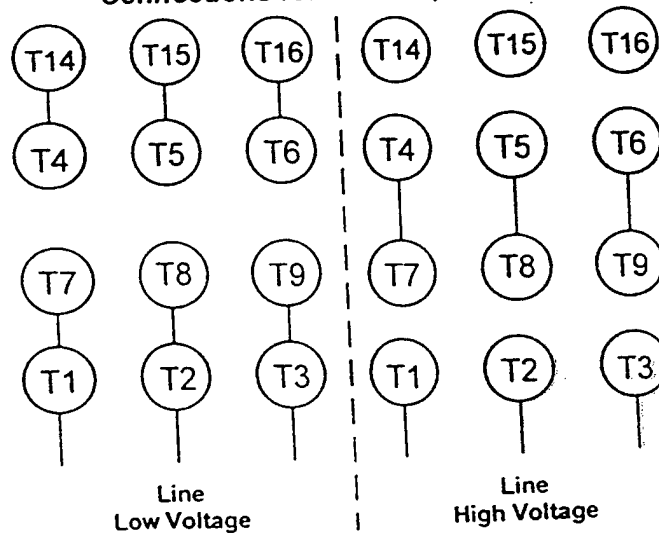 T14 T15 T16 T14 T15 T16
T4 T5 T6 T4 T5 T6
T7 T8 T9 T7 T8 T9
T1 T2 T3 T1 T2 T3
Line Line
Low Voltage High Voltage